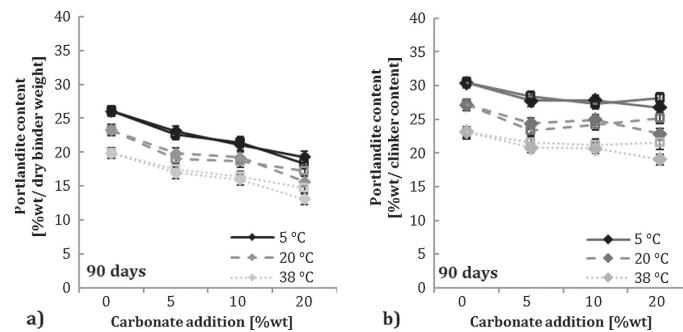 40
35
30
25
20
15
10
5
0
Portlandite content
[%wt/ dry binder weight]
5 °C
20 °C
38 °C
90 days
0 5 10 20
a) Carbonate addition [%wt]
40
35
30
25
20
15
10
5
0
Portlandite content
[%wt/ clinker content]
5 °C
20 °C
38 °C
90 days
0 5 10 20
b) Carbonate addition [%wt]